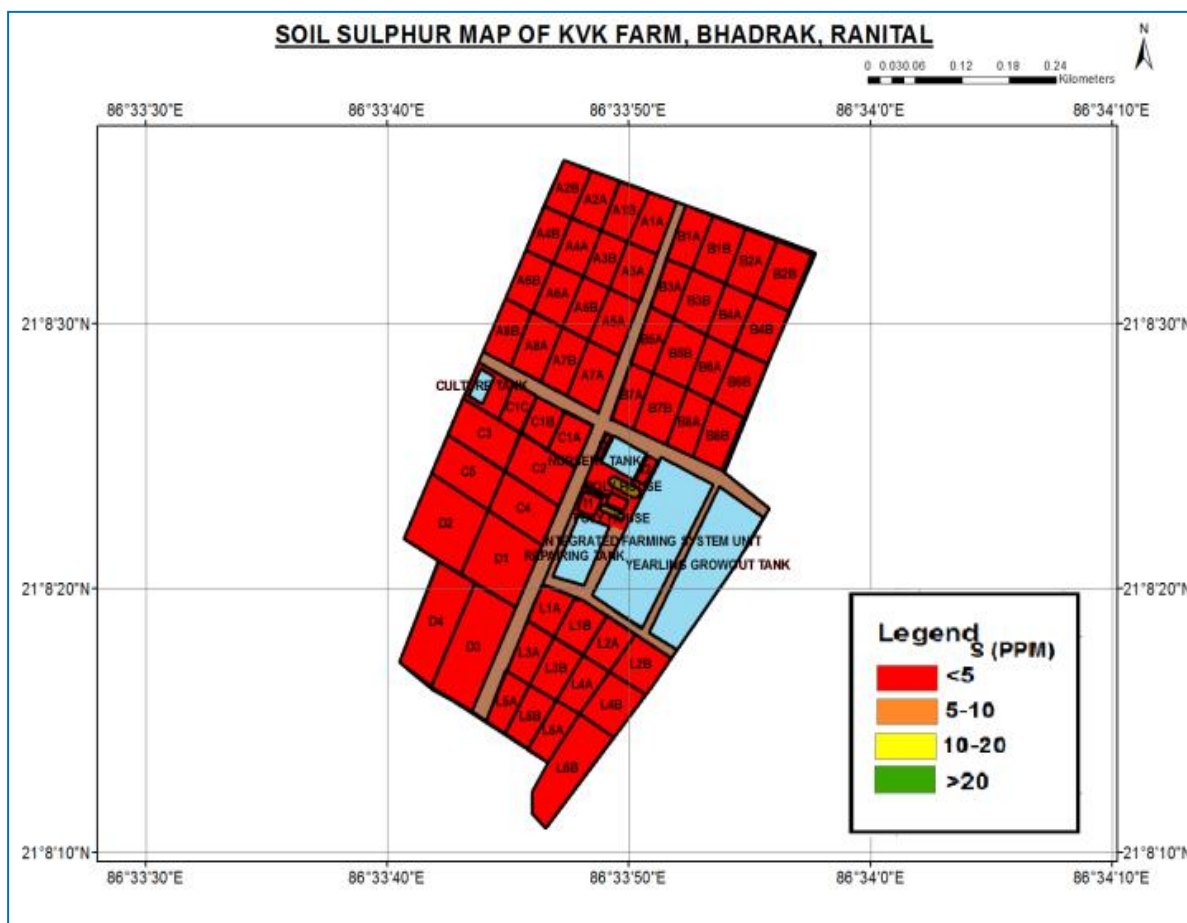 SOIL SULPHUR MAP OF KVK FARM, BHADRAK, RANITAL
N
0 0.03 0.06 0.12 0.18 0.24
Kilometers
86°33'30"E 86°33'40"E 86°33'50"E 86°34'0"E 86°34'10"E
A2B A2A A1B A1A B1A B1B B2A B2B
A4B A4A A3B A3A B3A B3B B4A B4B
21°8'30"N 21°8'30"N
A6B A6A A5A B5A B5B B6A B6B
A8B A8A A7B A7A B7A B7B B8A B8B
CULTURE TANK
C1C C1B C1A
C3 C2
NURSERY TANK
C5 C4
POLY HOUSE
D2 D1
INTEGRATED FARMING SYSTEM UNIT
REPAIRING TANK
YEARLING GROWOUT TANK
21°8'20"N 21°8'20"N
D4 D3
L1A L1B L2A L2B
L3A L3B L4A L4B
L5A L5B L6A
L6B
Legend
S (PPM)
<5
5-10
10-20
>20
21°8'10"N 21°8'10"N
86°33'30"E 86°33'40"E 86°33'50"E 86°34'0"E 86°34'10"E